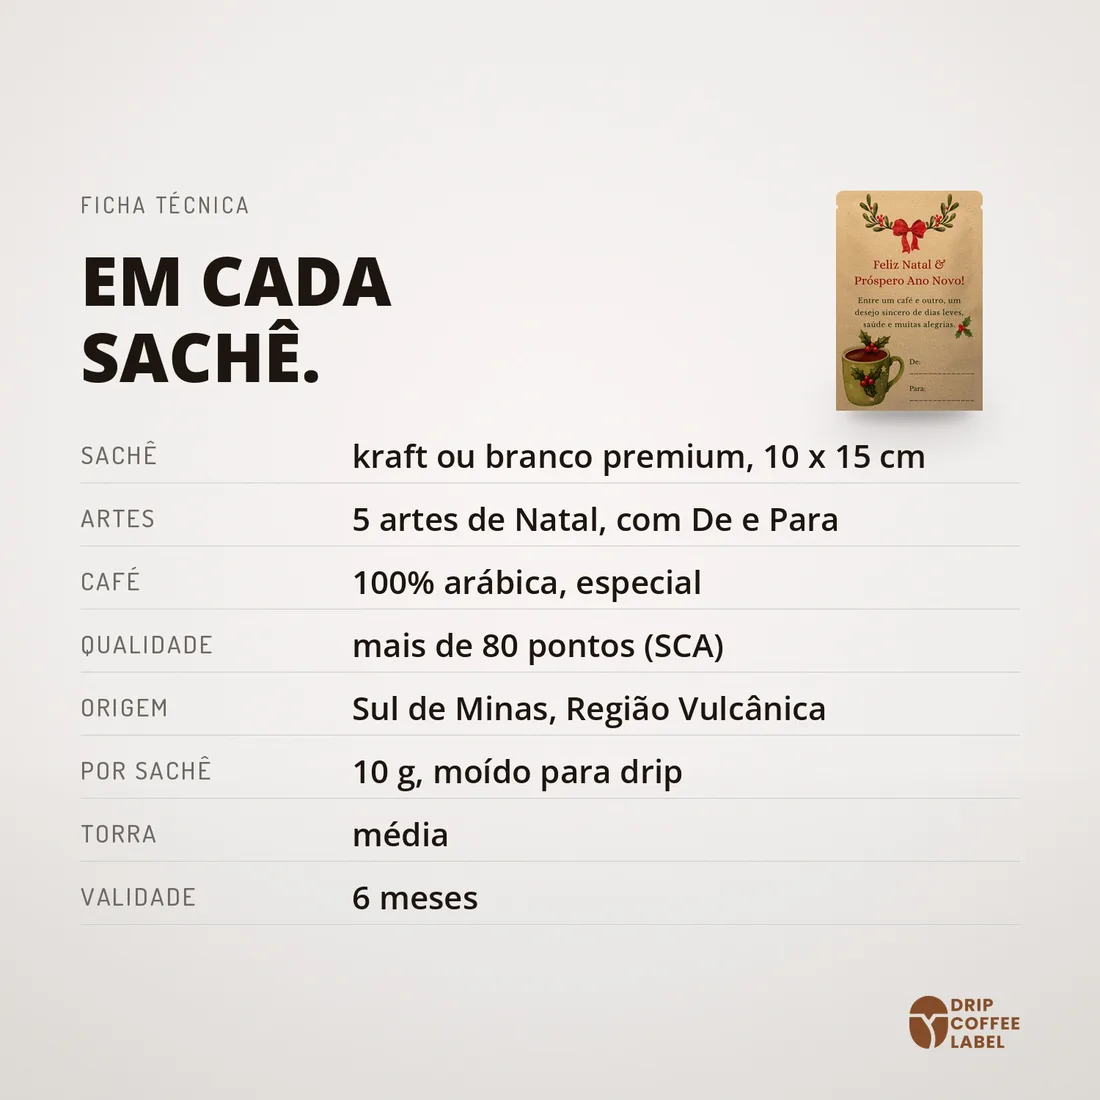 FICHA TÉCNICA
EM CADA
SACHÊ.
Feliz Natal &
Próspero Ano Novo!
Entre um café e outro, um
desejo sincero de dias leves,
saúde e muitas alegrias.
De:
Para:
SACHÊ kraft ou branco premium, 10 x 15 cm
ARTES 5 artes de Natal, com De e Para
CAFÉ 100% arábica, especial
QUALIDADE mais de 80 pontos (SCA)
ORIGEM Sul de Minas, Região Vulcânica
POR SACHÊ 10 g, moído para drip
TORRA média
VALIDADE 6 meses
DRIP
COFFEE
LABEL